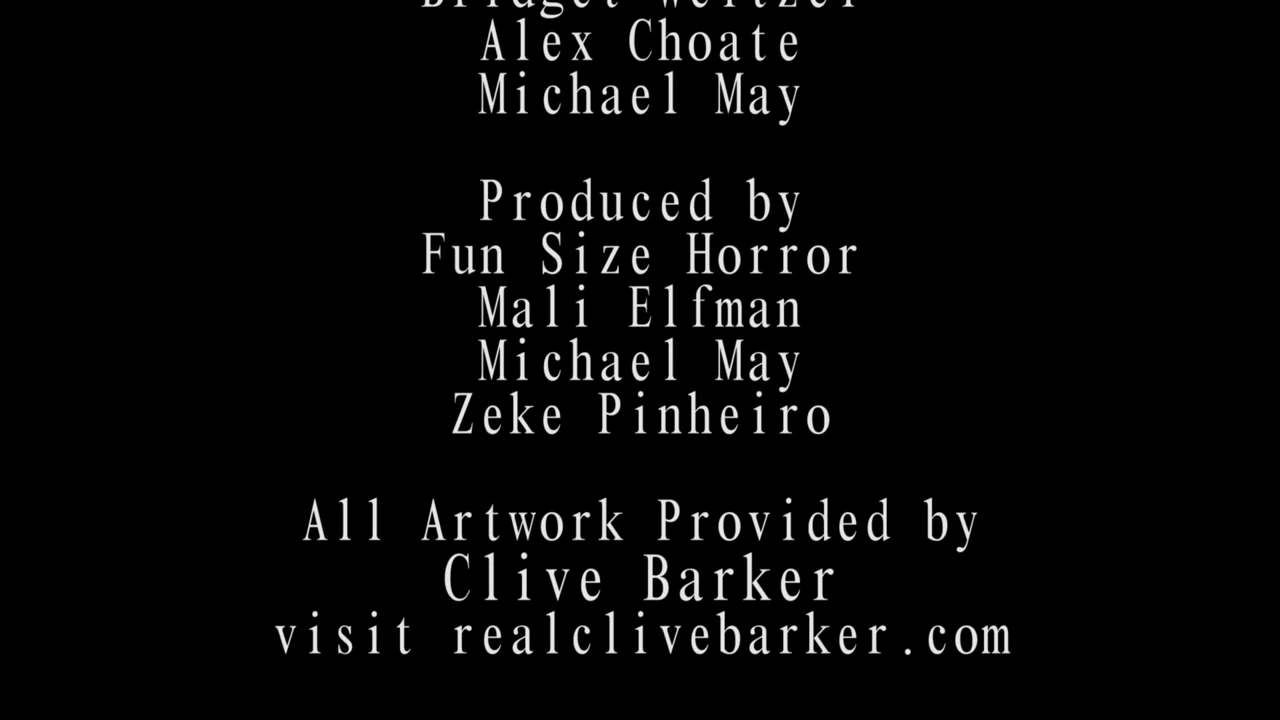 Alex Choate
Michael May
Produced by
Fun Size Horror
Mali Elfman
Michael May
Zeke Pinheiro
All Artwork Provided by
Clive Barker
visit realclivebarker.com